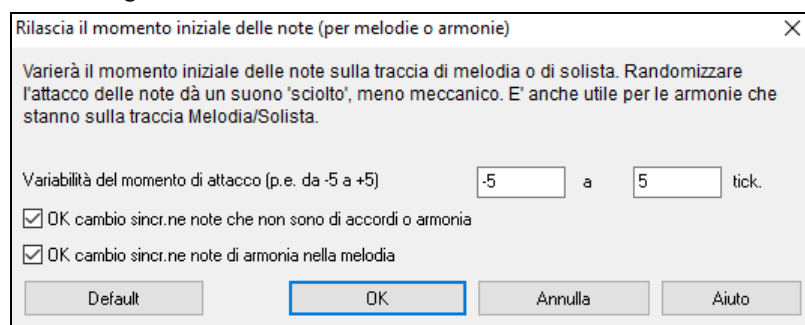 Rilascia il momento iniziale delle note (per melodie o armonie)
Varierà il momento iniziale delle note sulla traccia di melodia o di solista. Randomizzare
l'attacco delle note dà un suono 'sciolto', meno meccanico. E' anche utile per le armonie che
stanno sulla traccia Melodia/Solista.
Variabilità del momento di attacco (p.e. da -5 a +5) -5 a 5 tick.
OK cambio sincr.ne note che non sono di accordi o armonia
OK cambio sincr.ne note di armonia nella melodia
Default OK Annulla Aiuto